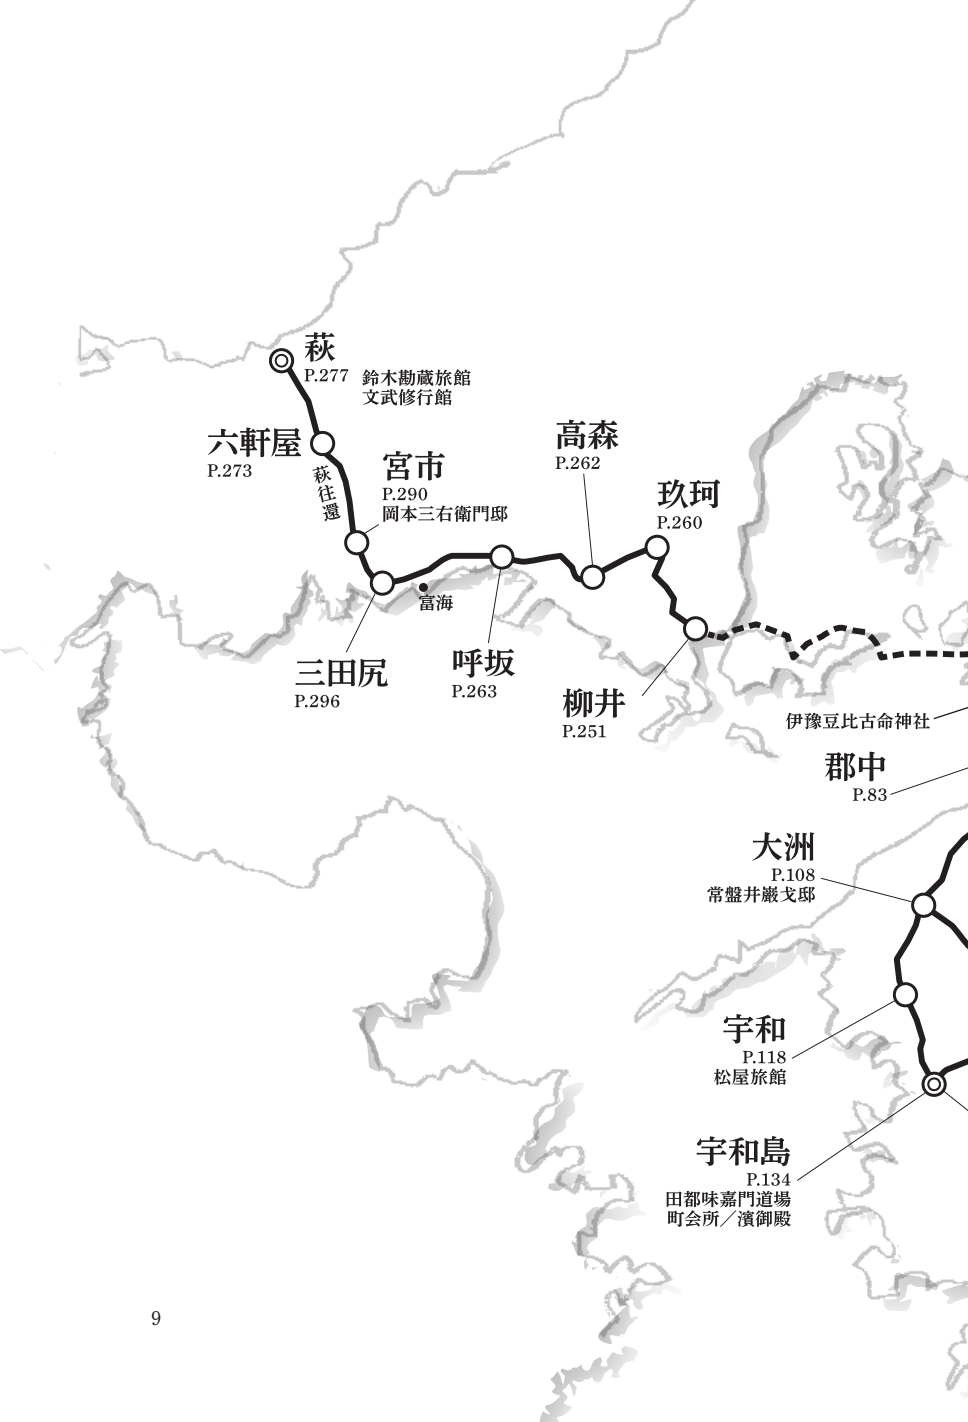 萩
P.277
鈴木勘蔵旅館
文武修行館
六軒屋
P.273
萩往還
宮市
P.290
岡本三右衛門邸
高森
P.262
玖珂
P.260
富海
三田尻
P.296
呼坂
P.263
柳井
P.251
伊豫豆比古命神社
郡中
P.83
大洲
P.108
常盤井巌戈邸
宇和
P.118
松屋旅館
宇和島
P.134
田都味嘉門道場
町会所／濱御殿
9